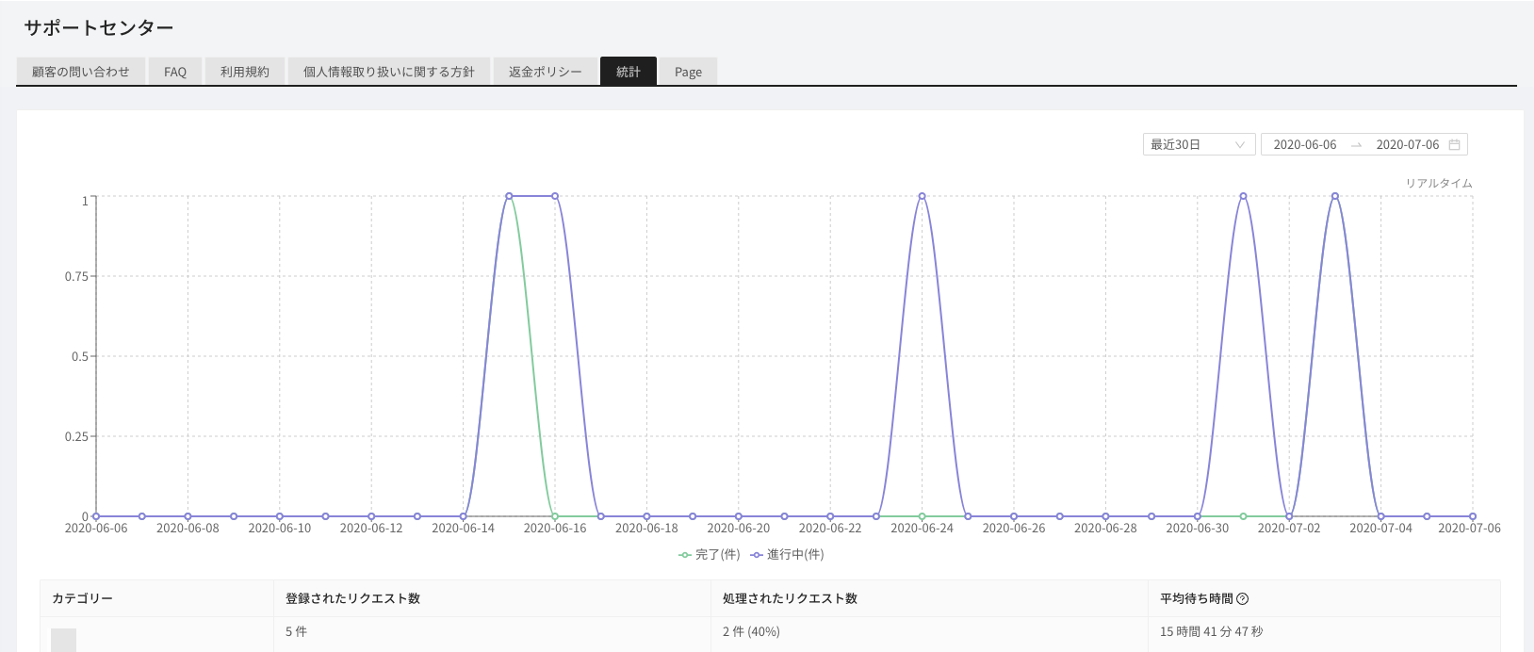 サポートセンター
顧客の問い合わせ FAQ 利用規約 個人情報取り扱いに関する方針 返金ポリシー 統計 Page
最近30日 2020-06-06 → 2020-07-06
リアルタイム
1
0.75
0.5
0.25
0
2020-06-06 2020-06-08 2020-06-10 2020-06-12 2020-06-14 2020-06-16 2020-06-18 2020-06-20 2020-06-22 2020-06-24 2020-06-26 2020-06-28 2020-06-30 2020-07-02 2020-07-04 2020-07-06
完了(件) 進行中(件)
カテゴリー 登録されたリクエスト数 処理されたリクエスト数 平均待ち時間
5 件 2 件 (40%) 15 時間 41 分 47 秒